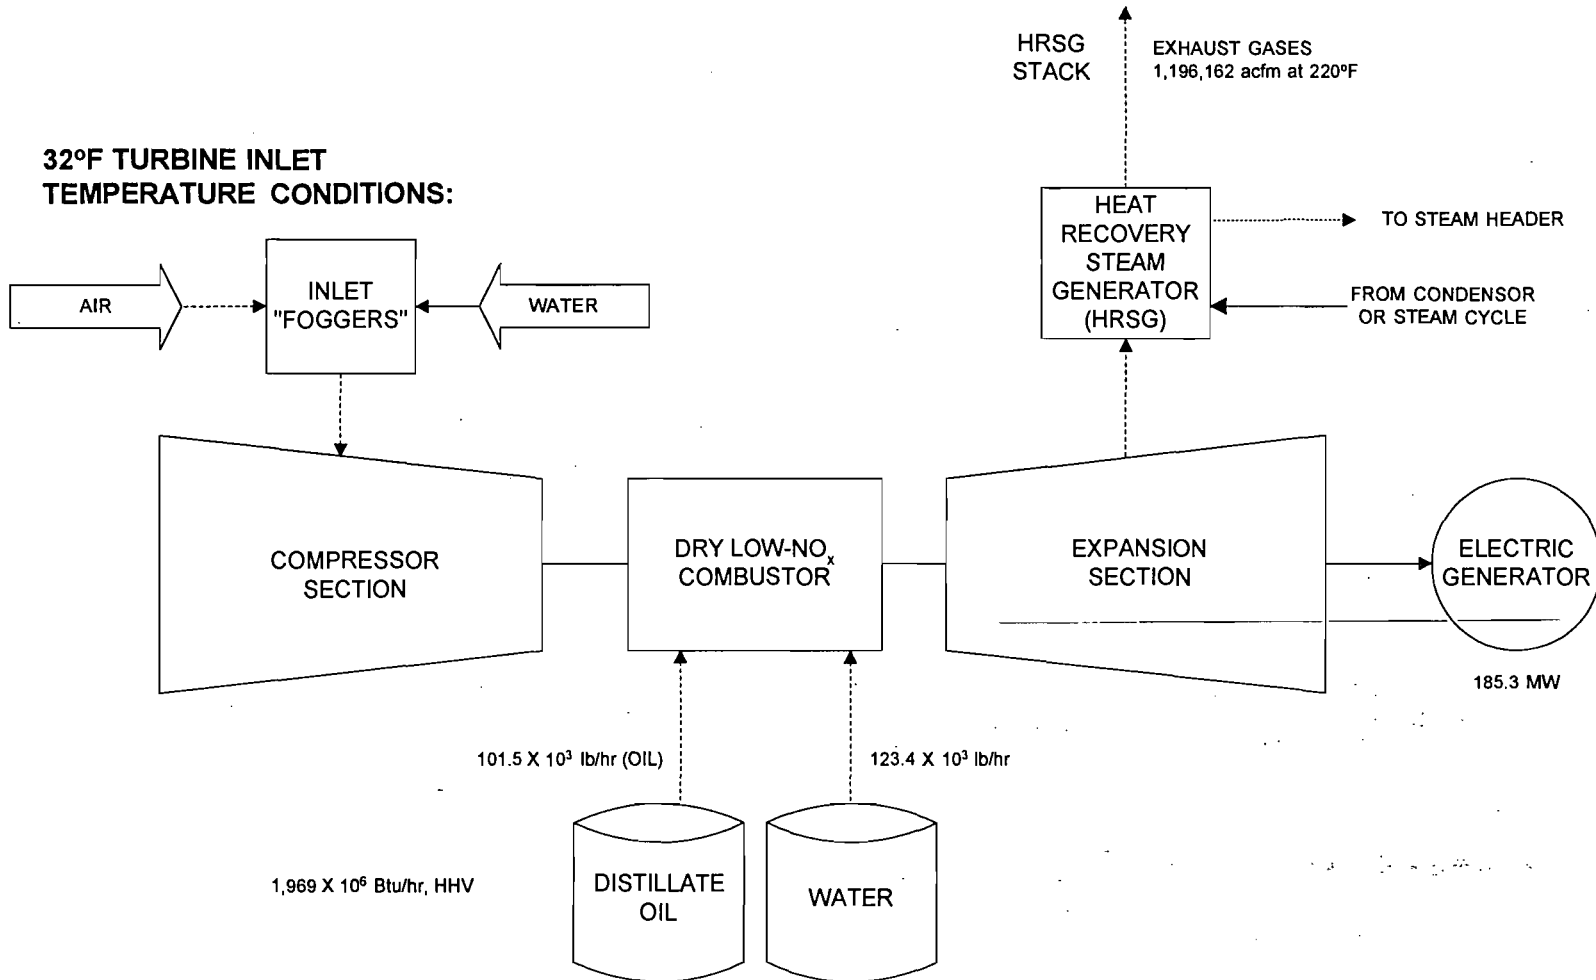 HRSG
STACK
EXHAUST GASES
1,196,162 acfm at 220ºF
32ºF TURBINE INLET
TEMPERATURE CONDITIONS:
AIR
INLET
"FOGGERS"
WATER
HEAT
RECOVERY
STEAM
GENERATOR
(HRSG)
TO STEAM HEADER
FROM CONDENSOR
OR STEAM CYCLE
COMPRESSOR
SECTION
DRY LOW-NOₓ
COMBUSTOR
EXPANSION
SECTION
ELECTRIC
GENERATOR
185.3 MW
101.5 X 10³ lb/hr (OIL)
123.4 X 10³ lb/hr
1,969 X 10⁶ Btu/hr, HHV
DISTILLATE
OIL
WATER